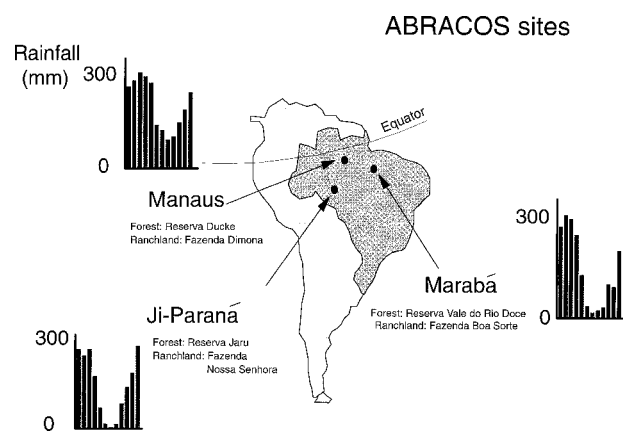 ABRACOS sites
Rainfall
(mm)
300
0
Equator
Manaus
Forest: Reserva Ducke
Ranchland: Fazenda Dimona
300
0
Marabá
Forest: Reserva Vale do Rio Doce
Ranchland: Fazenda Boa Sorte
Ji-Paraná
Forest: Reserva Jaru
Ranchland: Fazenda
Nossa Senhora
300
0